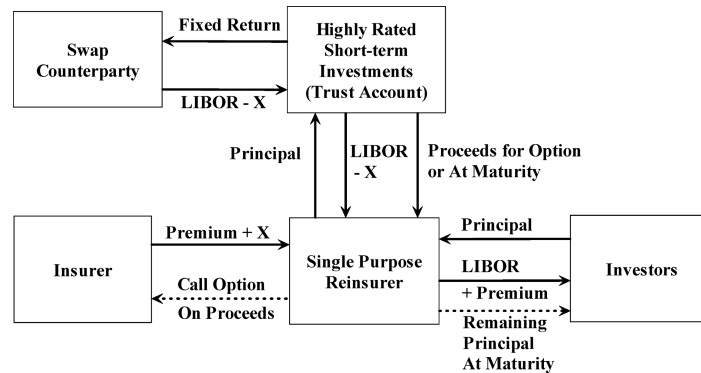 Fixed Return
Swap
Counterparty
LIBOR - X
Highly Rated
Short-term
Investments
(Trust Account)
Principal
LIBOR
- X
Proceeds for Option
or At Maturity
Insurer
Premium + X
Call Option
On Proceeds
Single Purpose
Reinsurer
Principal
LIBOR
+ Premium
Remaining
Principal
At Maturity
Investors